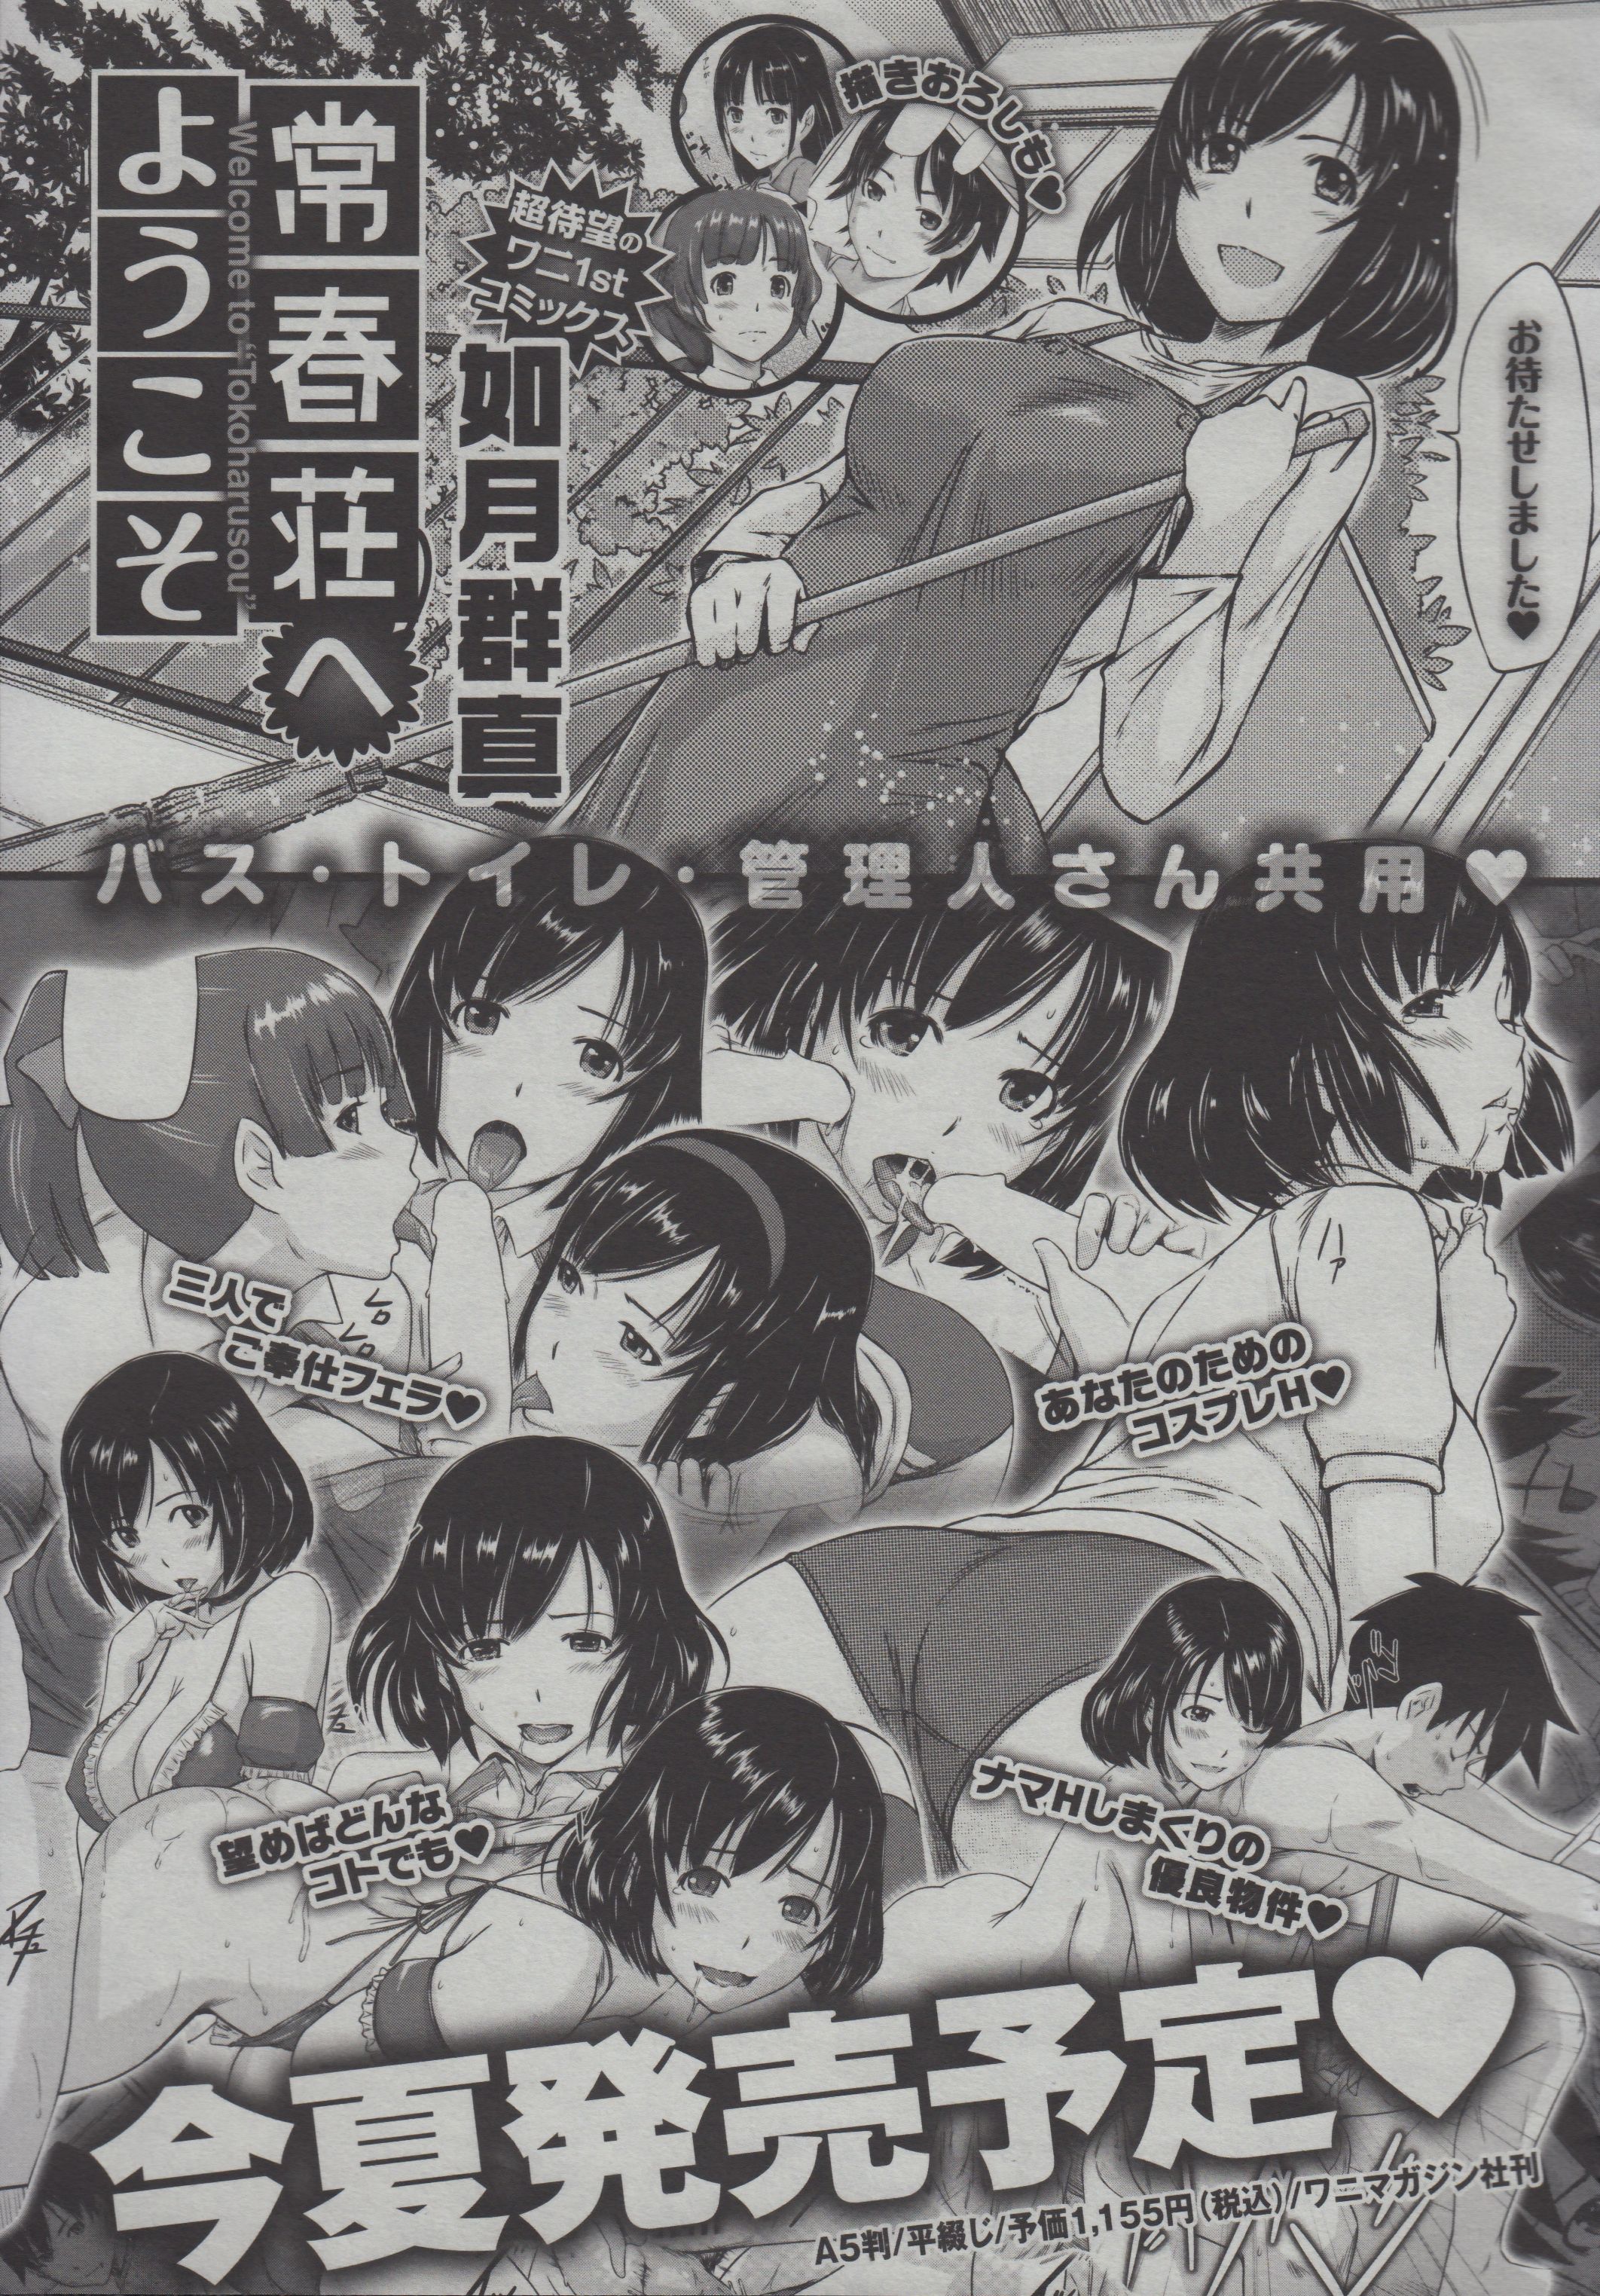 お待たせしました♥
描きおろしも♥
超待望の
ワニ1st
コミックス
如月群真
常春荘へ
ようこそ
Welcome to "Tokoharusou"
バス・トイレ・管理人さん共用♥
三人で
ご奉仕フェラ♥
あなたのための
コスプレH♥
望めばどんな
コトでも♥
ナマHしまくりの
優良物件♥
今夏発売予定♥
A5判/平綴じ/予価1,155円(税込)/ワニマガジン社刊